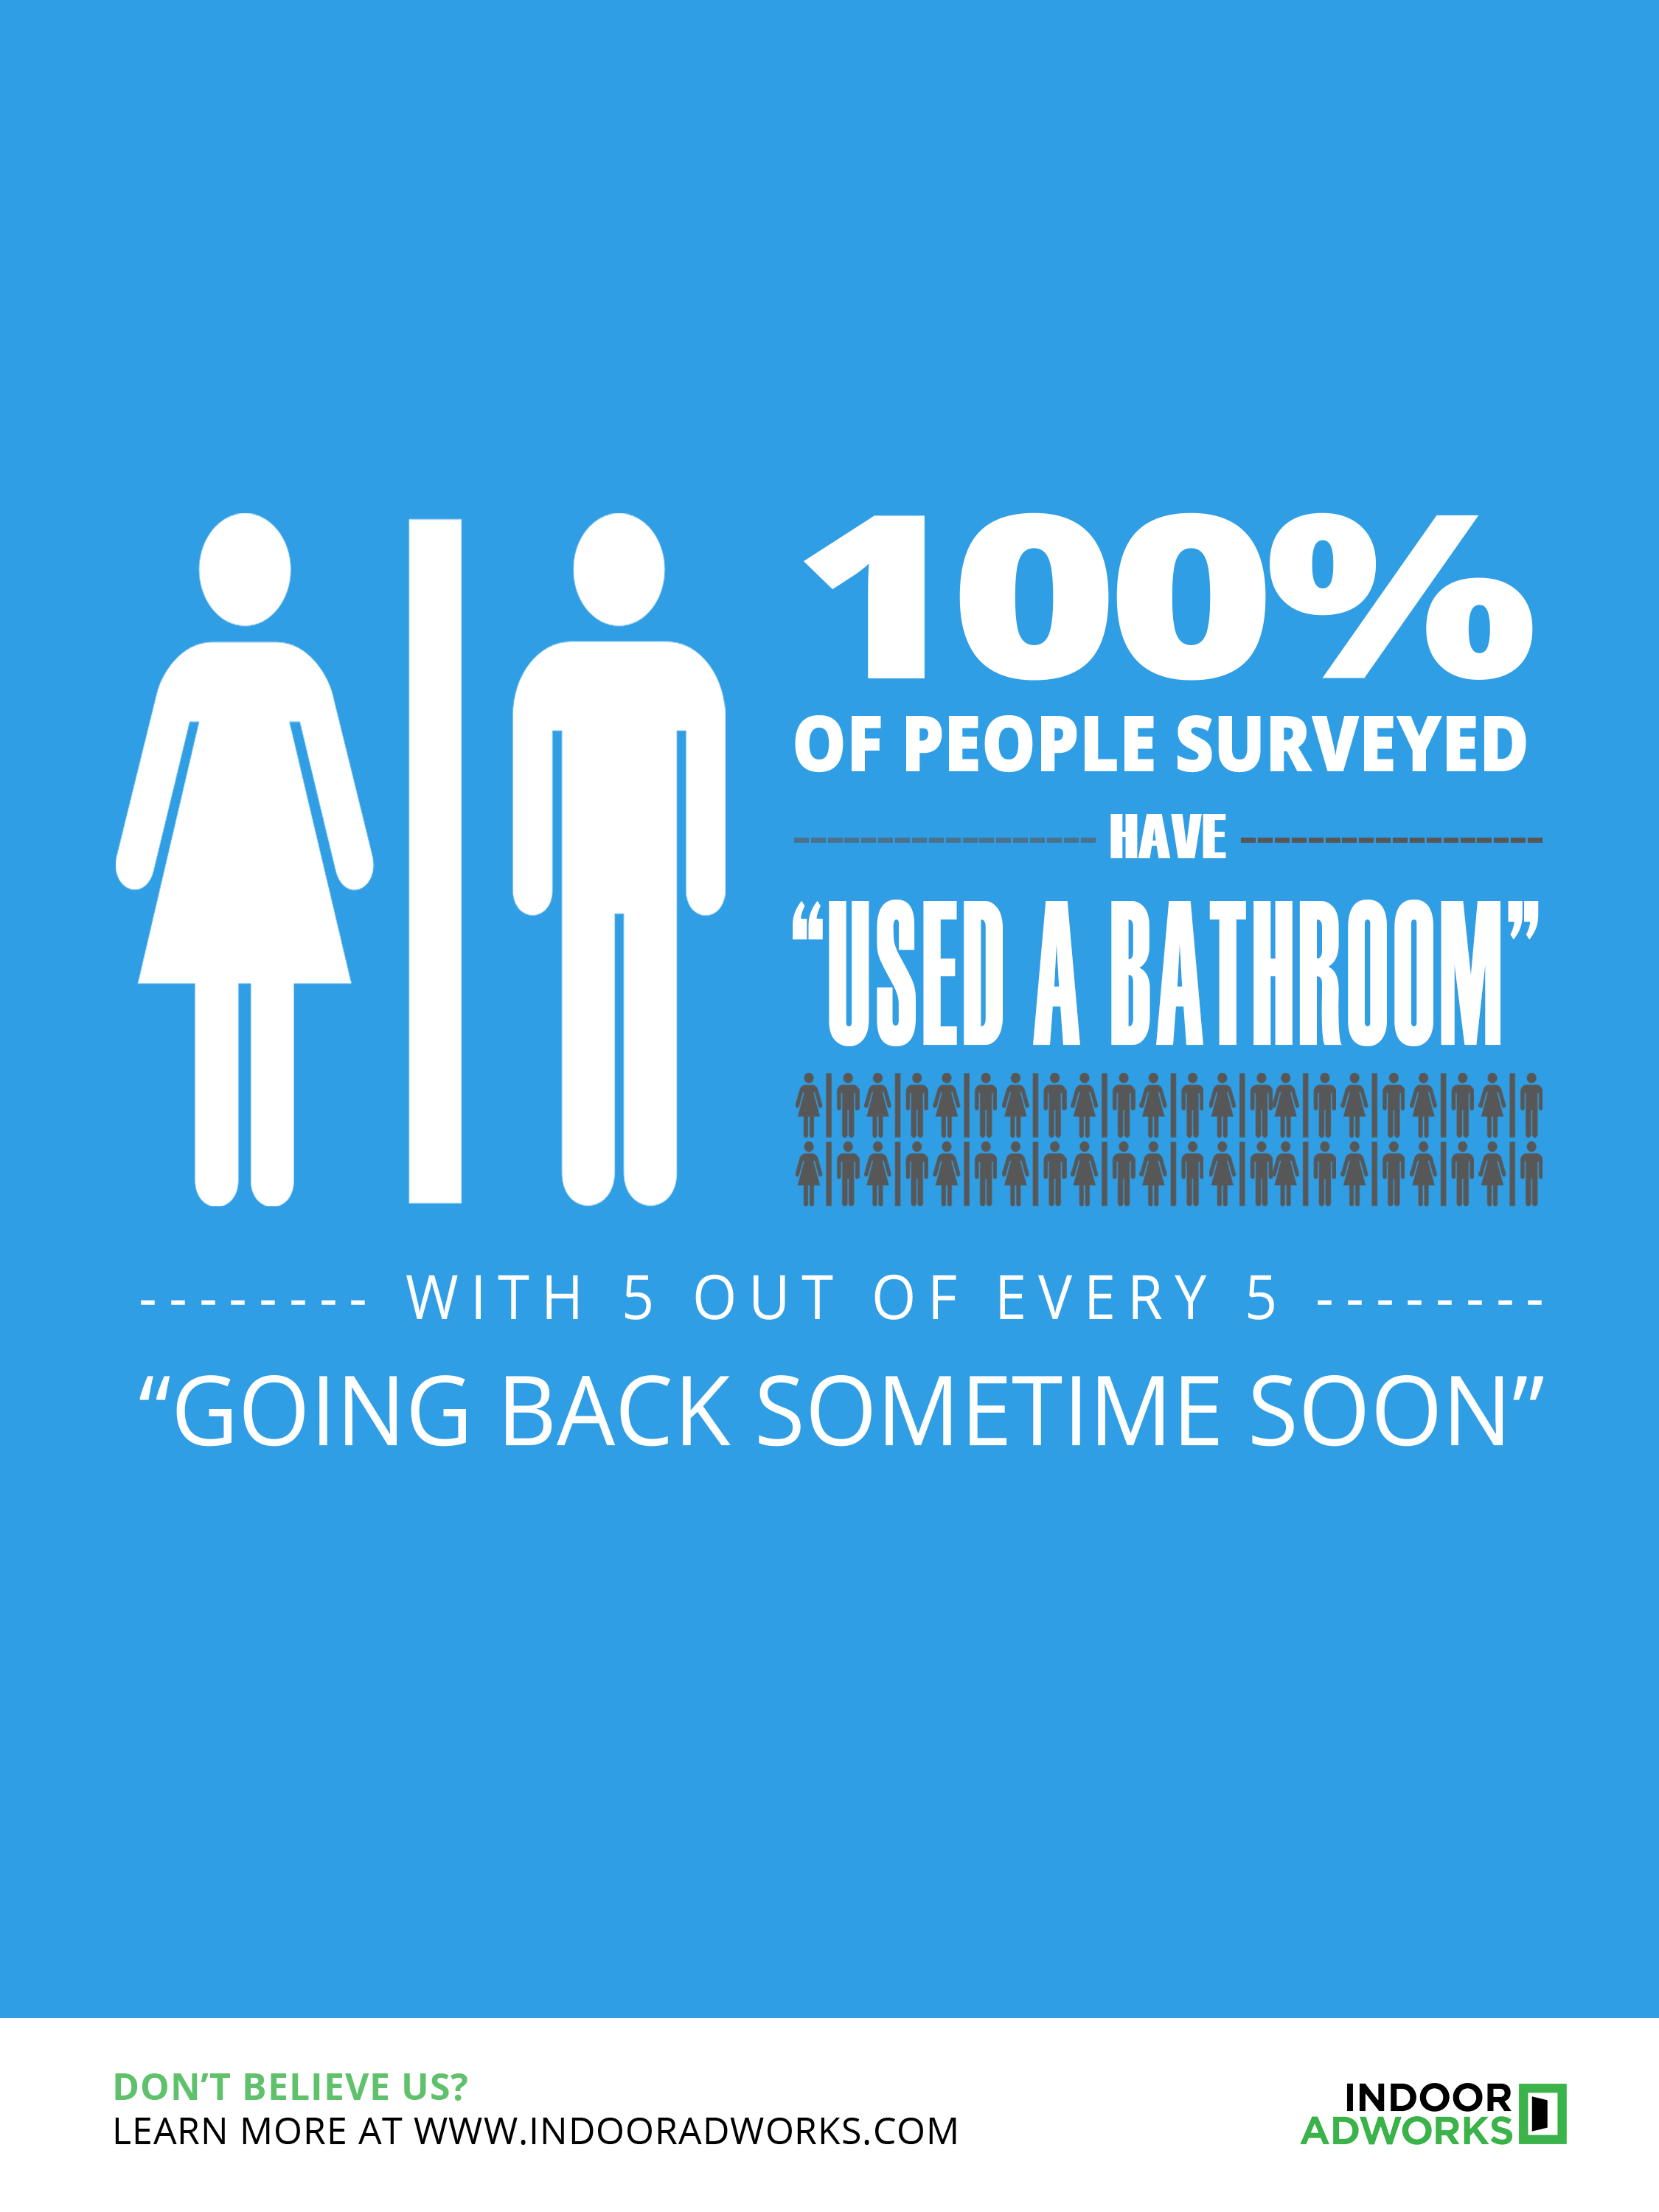 100%
OF PEOPLE SURVEYED
HAVE
“USED A BATHROOM”
WITH 5 OUT OF EVERY 5
“GOING BACK SOMETIME SOON”
DON’T BELIEVE US?
LEARN MORE AT WWW.INDOORADWORKS.COM
INDOOR
ADWORKS